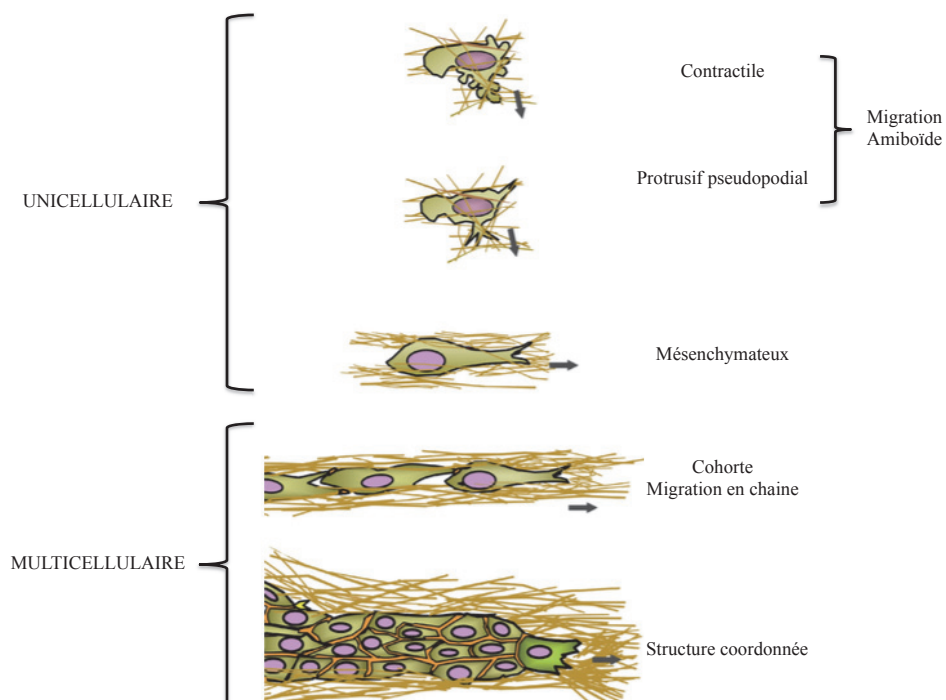 Contractile
Migration
Amiboïde
Protrusif pseudopodial
UNICELLULAIRE
Mésenchymateux
Cohorte
Migration en chaine
MULTICELLULAIRE
Structure coordonnée